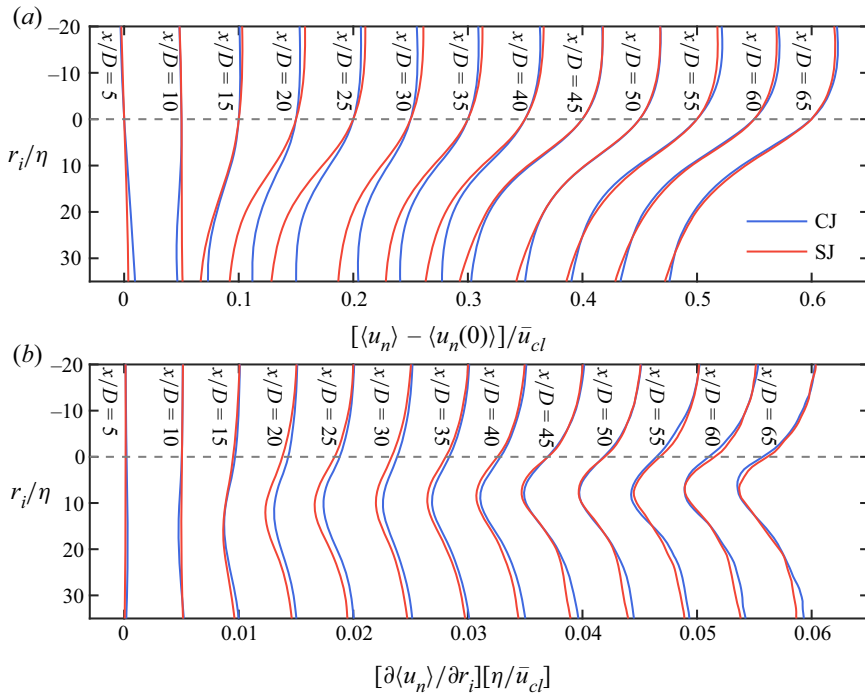 (a)
−20
−10
0
10
20
30
r_i/η
x/D = 5
x/D = 10
x/D = 15
x/D = 20
x/D = 25
x/D = 30
x/D = 35
x/D = 40
x/D = 45
x/D = 50
x/D = 55
x/D = 60
x/D = 65
CJ
SJ
0 0.1 0.2 0.3 0.4 0.5 0.6
[⟨u_n⟩ − ⟨u_n(0)⟩]/ū_cl
(b)
−20
−10
0
10
20
30
r_i/η
x/D = 5
x/D = 10
x/D = 15
x/D = 20
x/D = 25
x/D = 30
x/D = 35
x/D = 40
x/D = 45
x/D = 50
x/D = 55
x/D = 60
x/D = 65
0 0.01 0.02 0.03 0.04 0.05 0.06
[∂⟨u_n⟩/∂r_i][η/ū_cl]